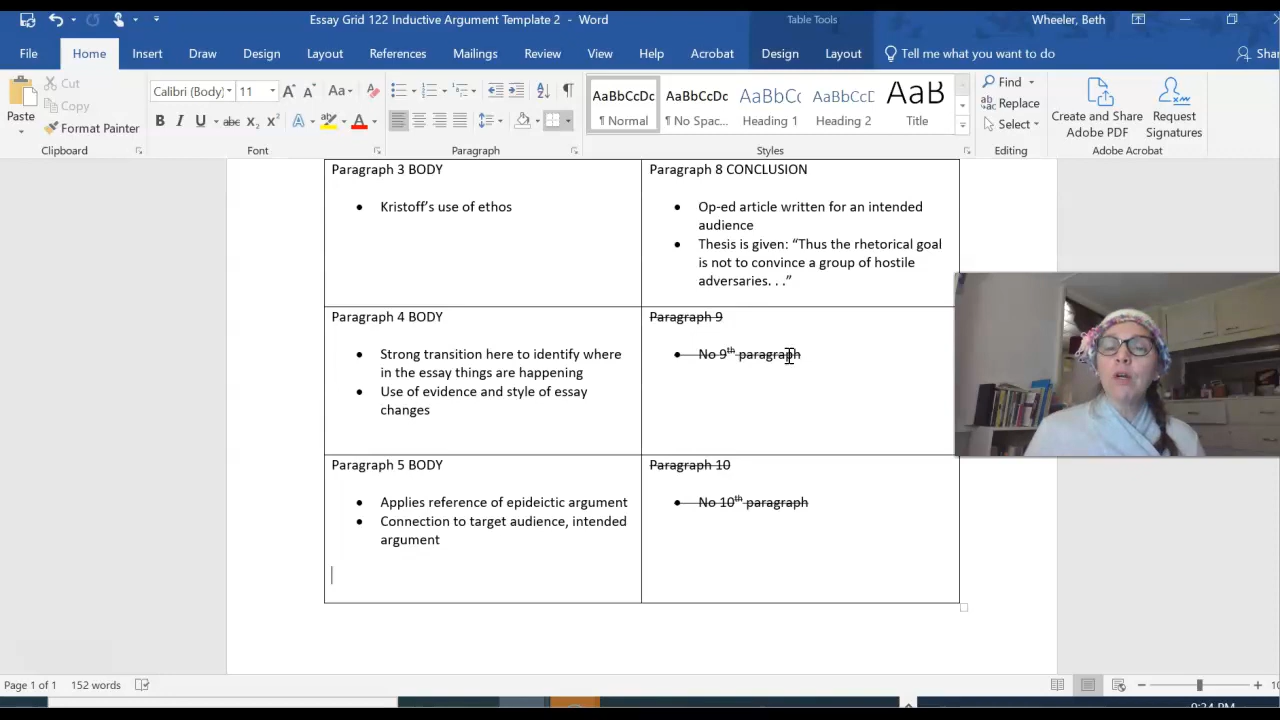 Essay Grid 122 Inductive Argument Template 2 - Word
Table Tools
Wheeler, Beth
File Home Insert Draw Design Layout References Mailings Review View Help Acrobat Design Layout Tell me what you want to do Shar
Paste
Cut
Copy
Format Painter
Clipboard
Calibri (Body) 11
Font
Paragraph
AaBbCcDc
¶ Normal
AaBbCcDc
¶ No Spac...
AaBbCc
Heading 1
AaBbCcD
Heading 2
AaB
Title
Styles
Find
Replace
Select
Editing
Create and Share
Adobe PDF
Request
Signatures
Adobe Acrobat
Paragraph 3 BODY
• Kristoff’s use of ethos
Paragraph 8 CONCLUSION
• Op-ed article written for an intended
audience
• Thesis is given: “Thus the rhetorical goal
is not to convince a group of hostile
adversaries. . .”
Paragraph 4 BODY
• Strong transition here to identify where
in the essay things are happening
• Use of evidence and style of essay
changes
Paragraph 9
• No 9th paragraph
Paragraph 5 BODY
• Applies reference of epideictic argument
• Connection to target audience, intended
argument
Paragraph 10
• No 10th paragraph
Page 1 of 1 152 words